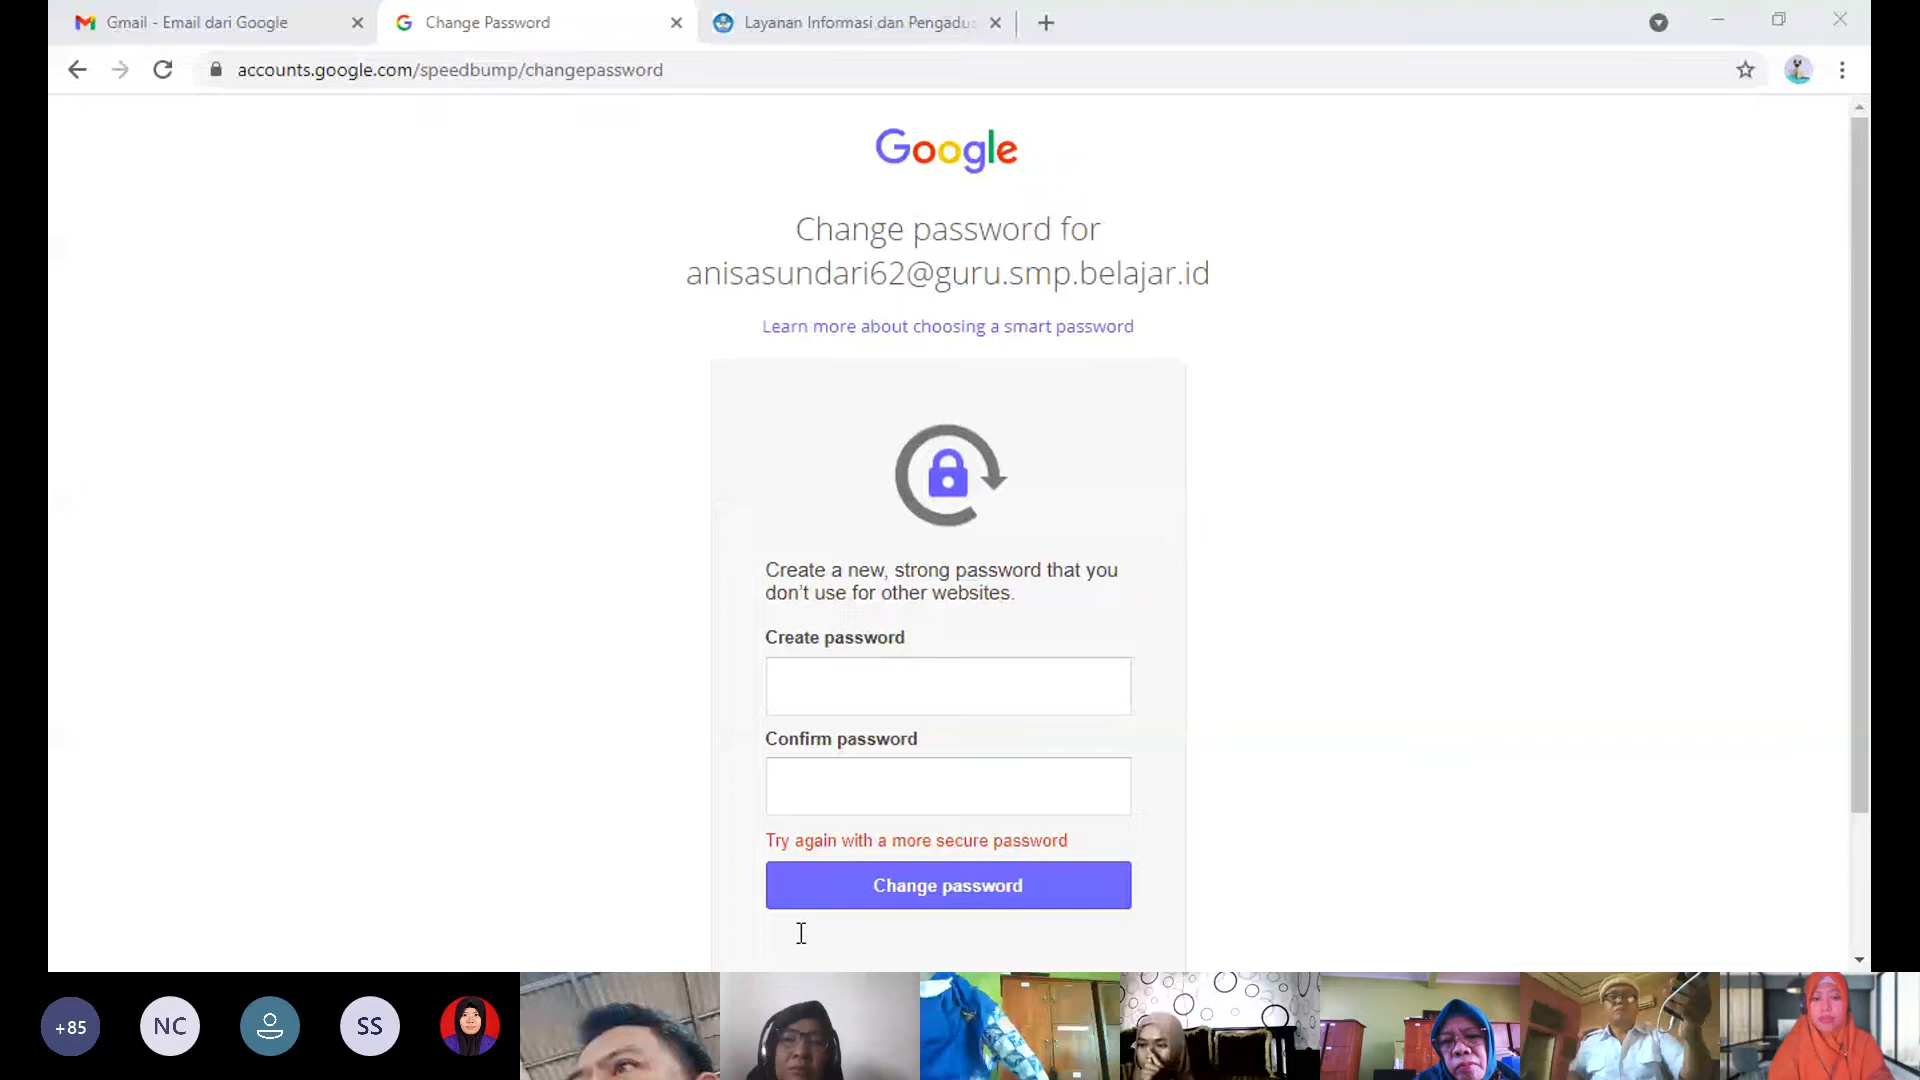 Gmail - Email dari Google
Change Password
Layanan Informasi dan Pengadu
accounts.google.com/speedbump/changepassword
Google
Change password for
anisasundari62@guru.smp.belajar.id
Learn more about choosing a smart password
Create a new, strong password that you
don't use for other websites.
Create password
Confirm password
Try again with a more secure password
Change password
+85
NC
SS